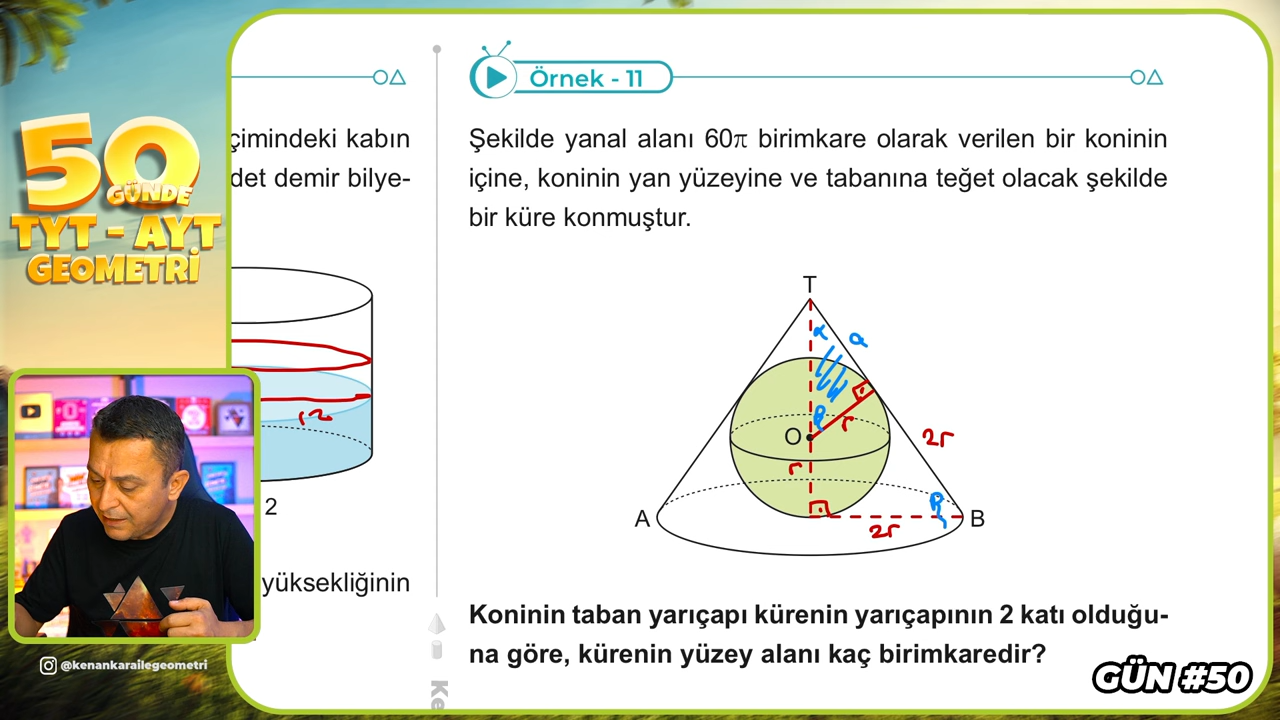 50
GÜNDE
TYT - AYT
GEOMETRİ
çimindeki kabın
det demir bilye-
12
2
yüksekliğinin
@kenankarailegeometri
Örnek - 11
Şekilde yanal alanı 60π birimkare olarak verilen bir koninin
içine, koninin yan yüzeyine ve tabanına teğet olacak şekilde
bir küre konmuştur.
T
α
a
β
O
r
r
2r
A
β
B
2r
Koninin taban yarıçapı kürenin yarıçapının 2 katı olduğu-
na göre, kürenin yüzey alanı kaç birimkaredir?
Ke
GÜN #50